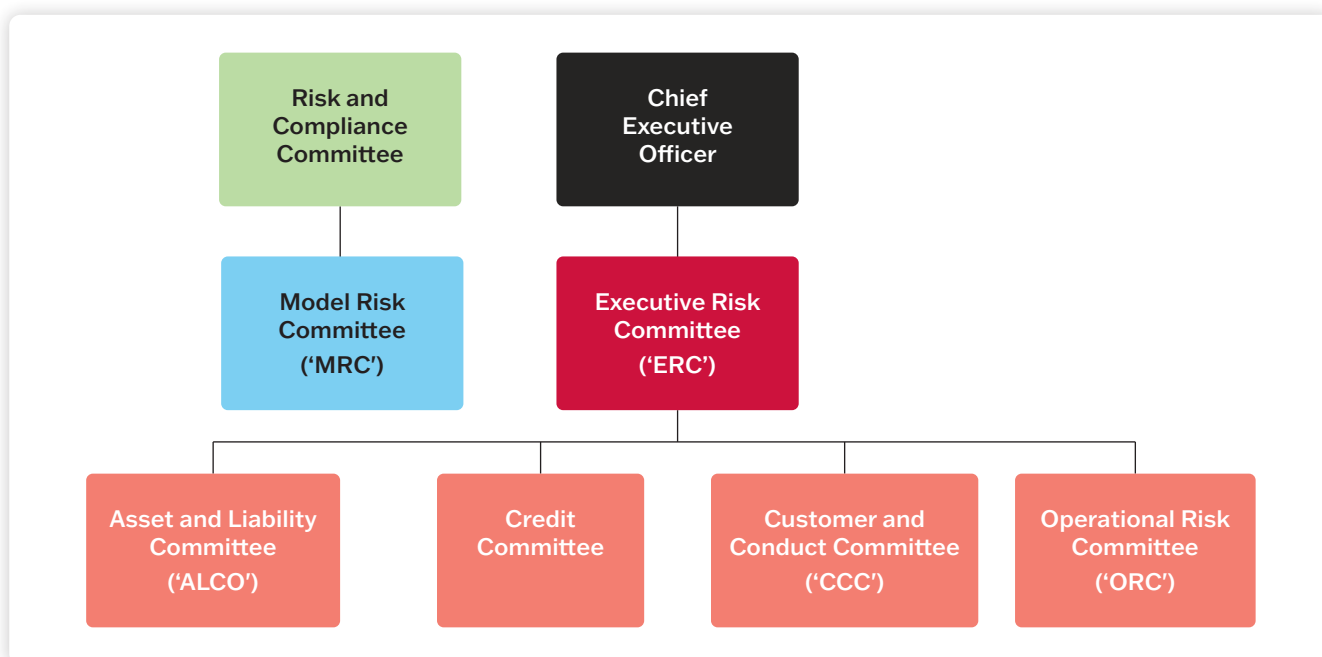 Risk and
Compliance
Committee
Chief
Executive
Officer
Model Risk
Committee
(‘MRC’)
Executive Risk
Committee
(‘ERC’)
Asset and Liability
Committee
(‘ALCO’)
Credit
Committee
Customer and
Conduct Committee
(‘CCC’)
Operational Risk
Committee
(‘ORC’)